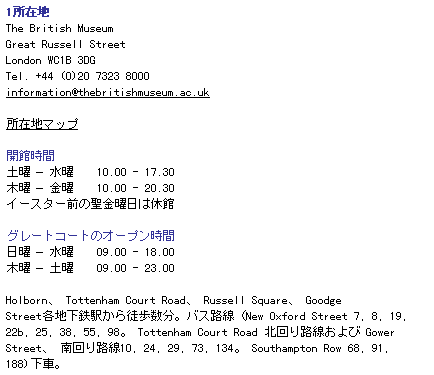 1所在地
The British Museum
Great Russell Street
London WC1B 3DG
Tel. +44 (0)20 7323 8000
information@thebritishmuseum.ac.uk
所在地マップ
開館時間
土曜 – 水曜 10.00 - 17.30
木曜 – 金曜 10.00 - 20.30
イースター前の聖金曜日は休館
グレートコートのオープン時間
日曜 – 水曜 09.00 - 18.00
木曜 – 土曜 09.00 - 23.00
Holborn、 Tottenham Court Road、 Russell Square、 Goodge
Street各地下鉄駅から徒歩数分。バス路線 (New Oxford Street 7, 8, 19,
22b, 25, 38, 55, 98。 Tottenham Court Road 北回り路線および Gower
Street、 南回り路線10, 24, 29, 73, 134。 Southampton Row 68, 91,
188)下車。